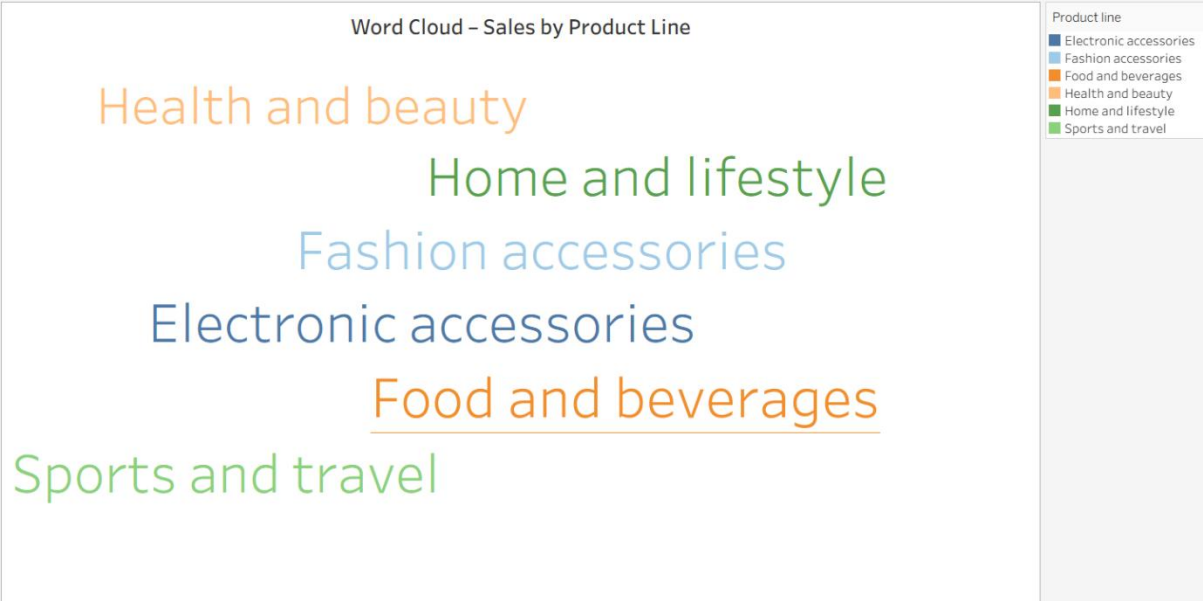 Word Cloud – Sales by Product Line
Health and beauty
Home and lifestyle
Fashion accessories
Electronic accessories
Food and beverages
Sports and travel
Product line
Electronic accessories
Fashion accessories
Food and beverages
Health and beauty
Home and lifestyle
Sports and travel